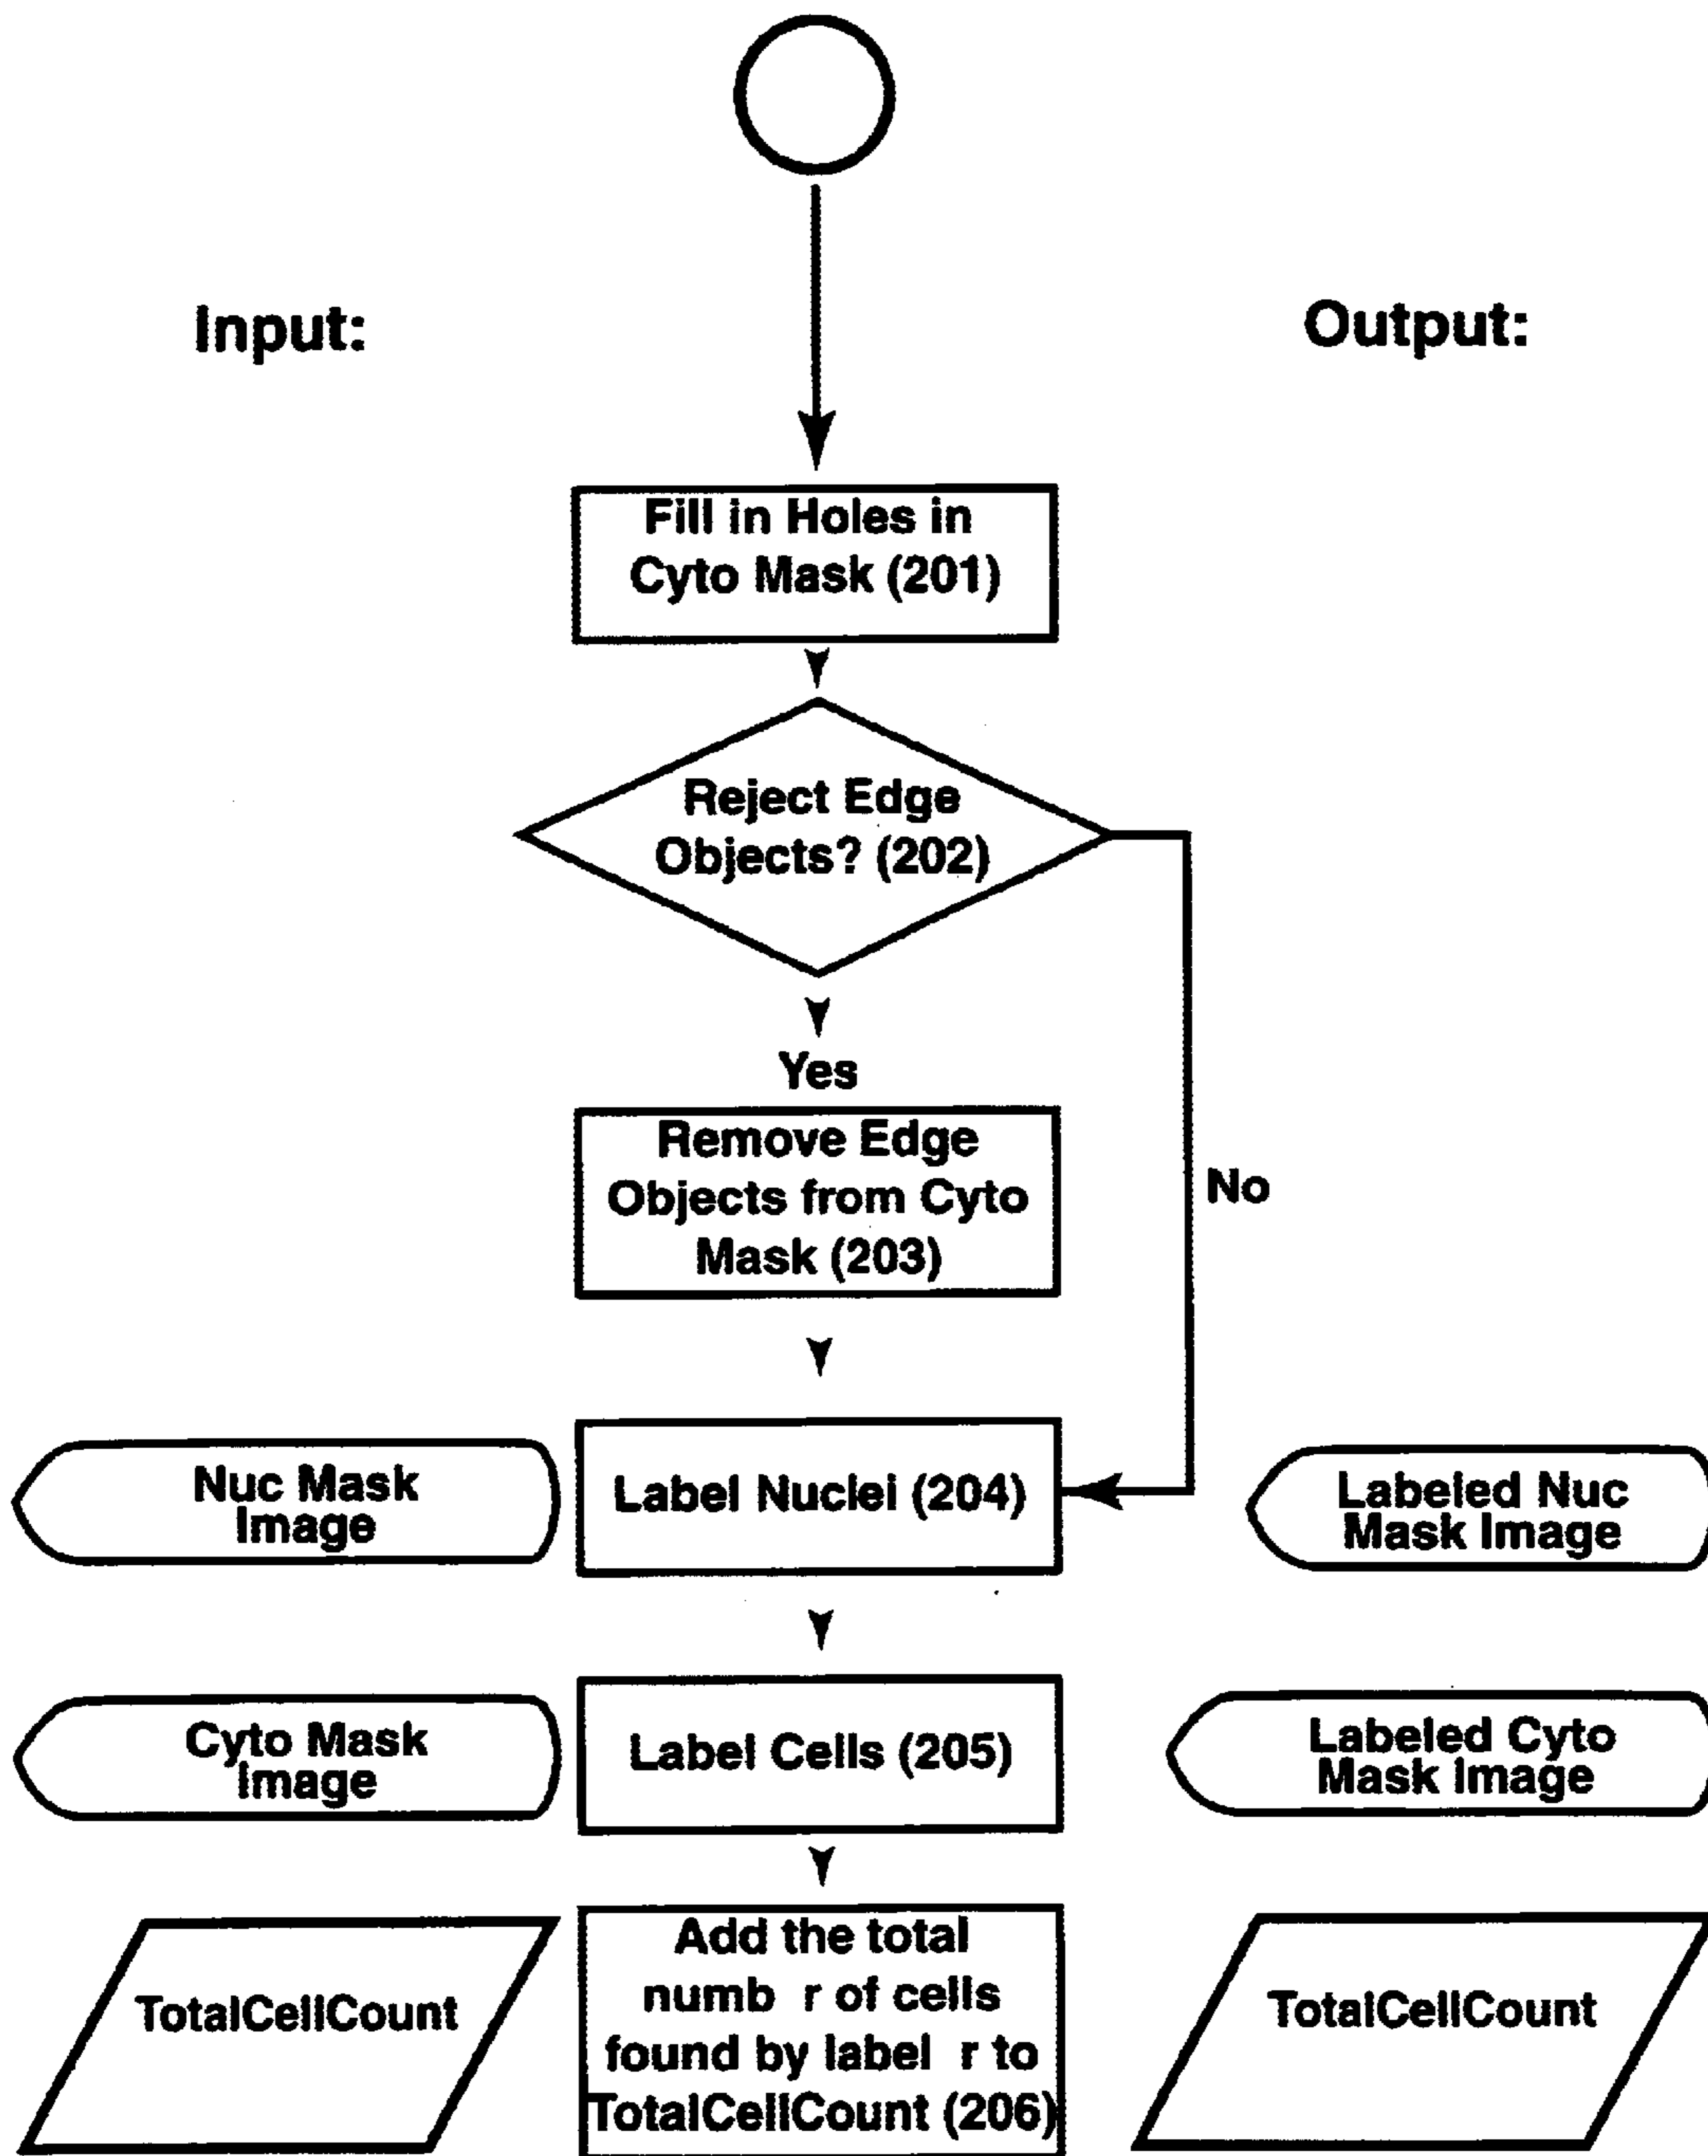 Input:
Output:
Fill in Holes in
Cyto Mask (201)
Reject Edge
Objects? (202)
Yes
Remove Edge
Objects from Cyto
Mask (203)
No
Nuc Mask
Image
Label Nuclei (204)
Labeled Nuc
Mask Image
Cyto Mask
Image
Label Cells (205)
Labeled Cyto
Mask Image
TotalCellCount
Add the total
numb r of cells
found by label r to
TotalCellCount (206)
TotalCellCount